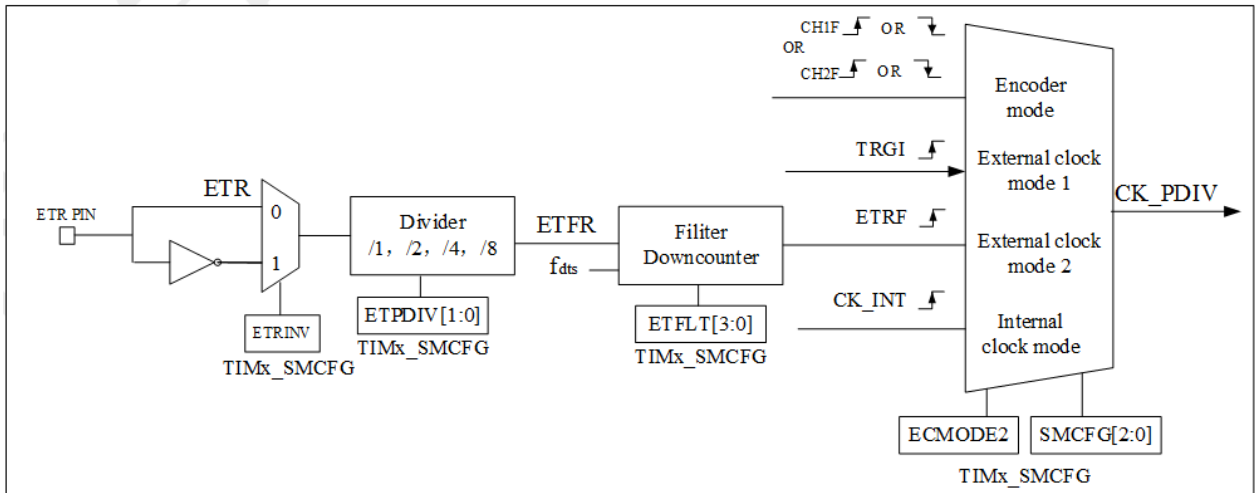 CH1F OR
OR
CH2F OR
Encoder
mode
TRGI
External clock
mode 1
CK_PDIV
ETR
ETR PIN
0
1
Divider
/1, /2, /4, /8
ETFR
fdts
Filiter
Downcounter
ETRF
External clock
mode 2
CK_INT
Internal
clock mode
ETRINV
TIMx_SMCFG
ETPDIV[1:0]
TIMx_SMCFG
ETFLT[3:0]
TIMx_SMCFG
ECMODE2
SMCFG[2:0]
TIMx_SMCFG